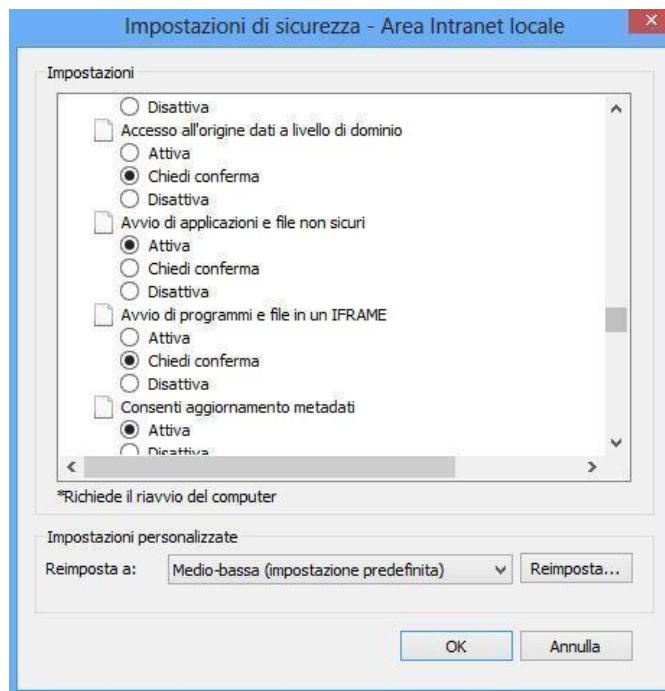 Impostazioni di sicurezza - Area Intranet locale
Impostazioni
Disattiva
Accesso all'origine dati a livello di dominio
Attiva
Chiedi conferma
Disattiva
Avvio di applicazioni e file non sicuri
Attiva
Chiedi conferma
Disattiva
Avvio di programmi e file in un IFRAME
Attiva
Chiedi conferma
Disattiva
Consenti aggiornamento metadati
Attiva
Disattiva
*Richiede il riavvio del computer
Impostazioni personalizzate
Reimposta a: Medio-bassa (impostazione predefinita) Reimposta...
OK Annulla